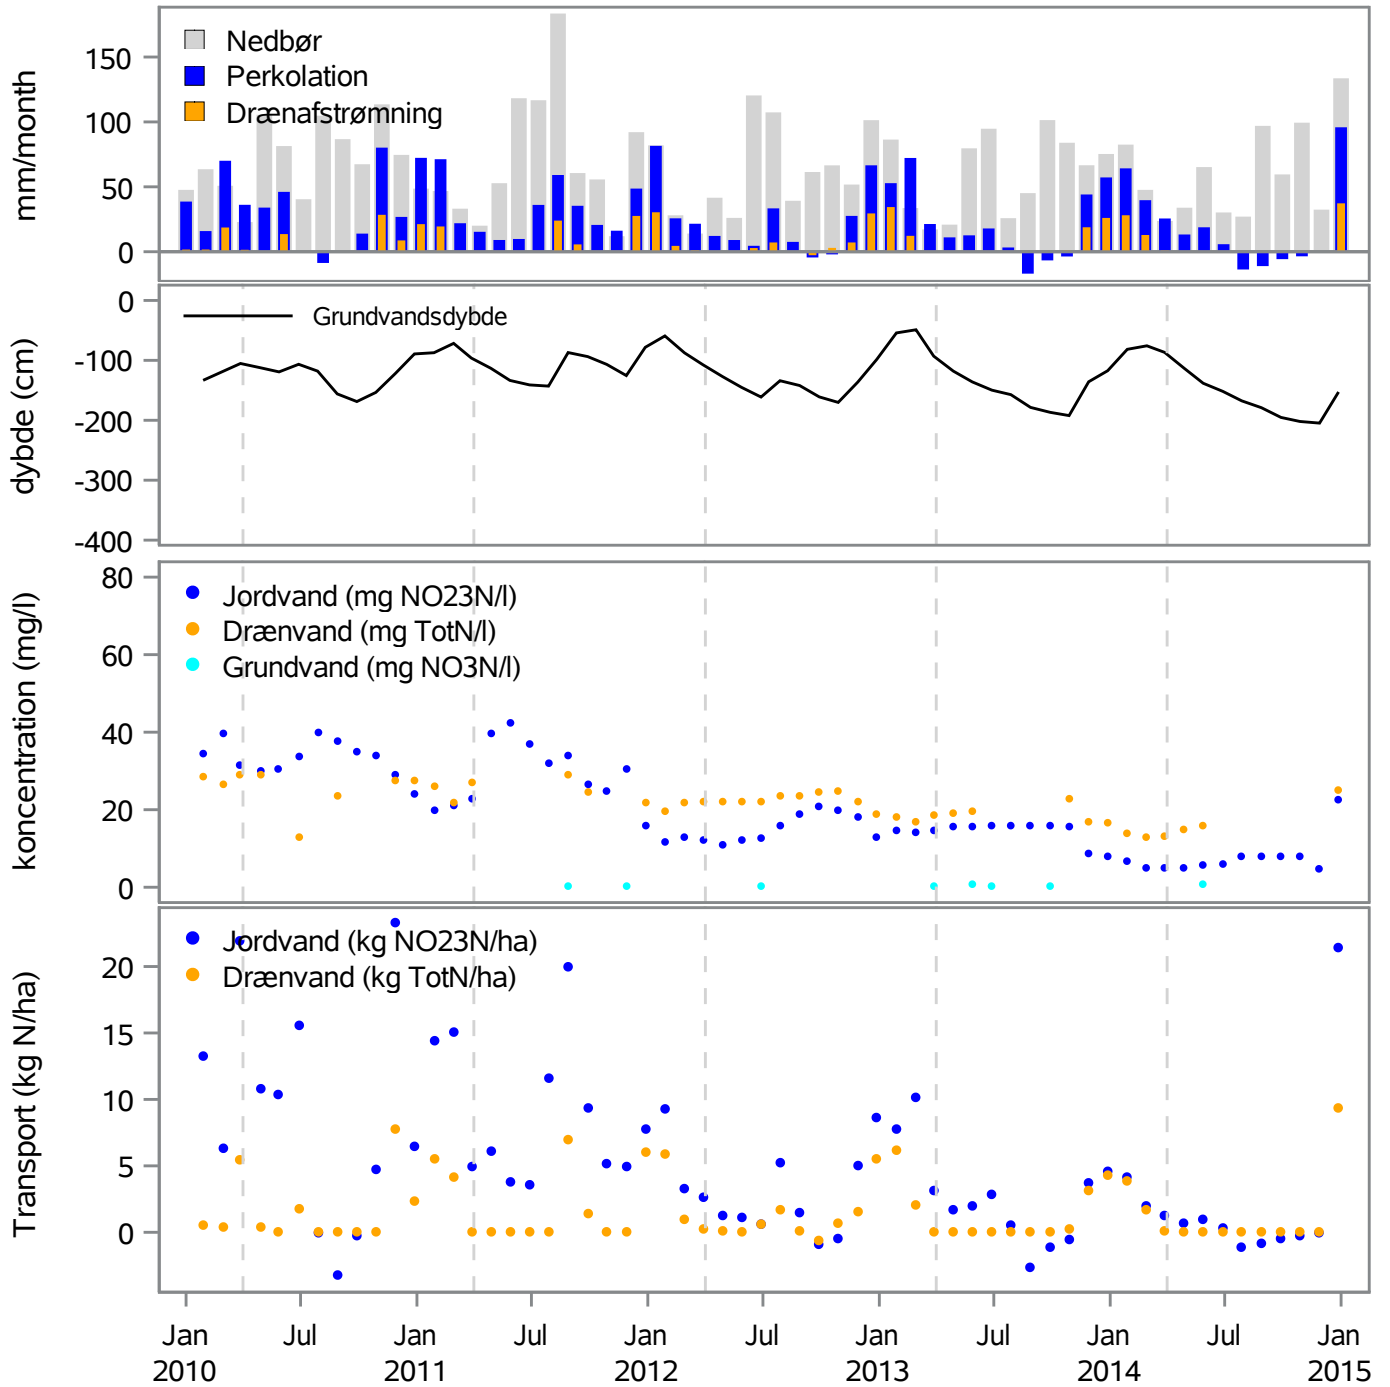 mm/month
150
100
50
0
Nedbør
Perkolation
Drænafstrømning
dybde (cm)
0
-100
-200
-300
-400
Grundvandsdybde
koncentration (mg/l)
80
60
40
20
0
Jordvand (mg NO23N/l)
Drænvand (mg TotN/l)
Grundvand (mg NO3N/l)
Transport (kg N/ha)
20
15
10
5
0
Jordvand (kg NO23N/ha)
Drænvand (kg TotN/ha)
Jan Jul Jan Jul Jan Jul Jan Jul Jan Jul Jan
2010 2011 2012 2013 2014 2015